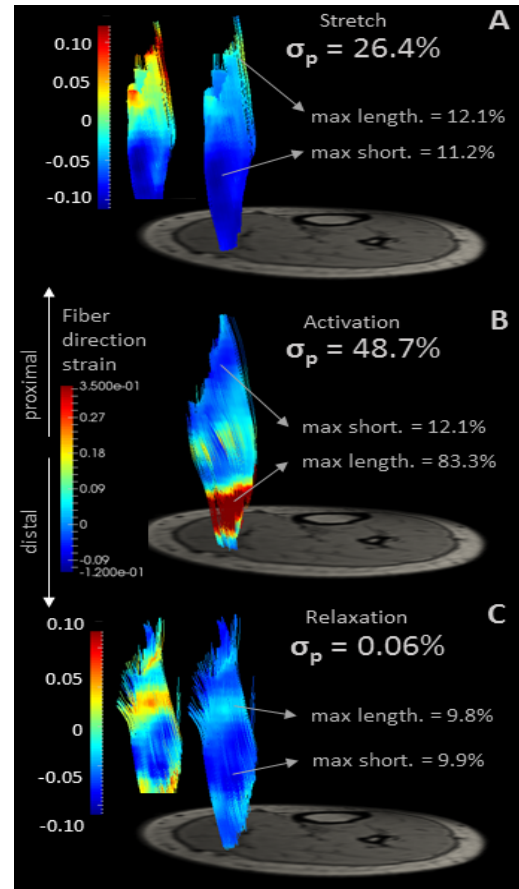 A
Stretch
σp = 26.4%
0.10
0.05
0
-0.05
-0.10
max length. = 12.1%
max short. = 11.2%
B
Activation
σp = 48.7%
proximal
distal
Fiber
direction
strain
3.500e-01
0.27
0.18
0.09
0
-0.09
-1.200e-01
max short. = 12.1%
max length. = 83.3%
C
Relaxation
σp = 0.06%
0.10
0.05
0
-0.05
-0.10
max length. = 9.8%
max short. = 9.9%